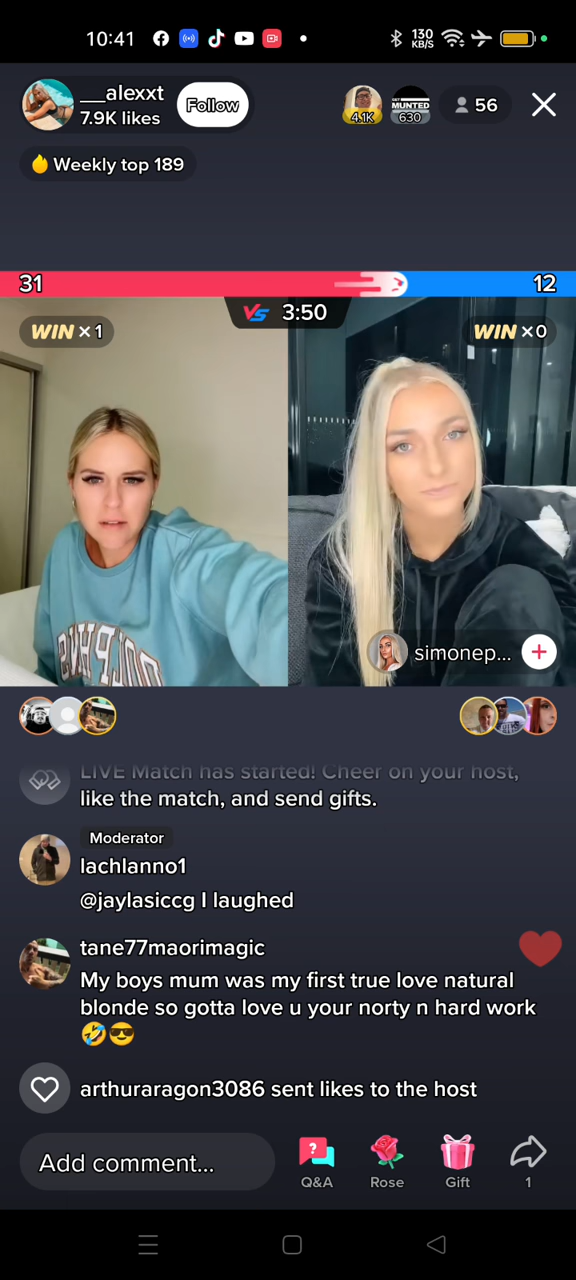 10:41
130
KB/S
__alexxt
7.9K likes
Follow
4.1K
MUNTED
630
56
Weekly top 189
31
12
VS 3:50
WIN × 1
WIN × 0
DOLPHINS
simonep...
LIVE Match has started! Cheer on your host,
like the match, and send gifts.
Moderator
lachlanno1
@jaylasiccg I laughed
tane77maorimagic
My boys mum was my first true love natural
blonde so gotta love u your norty n hard work
🤣😎
arthuraragon3086 sent likes to the host
Add comment...
Q&A
Rose
Gift
1